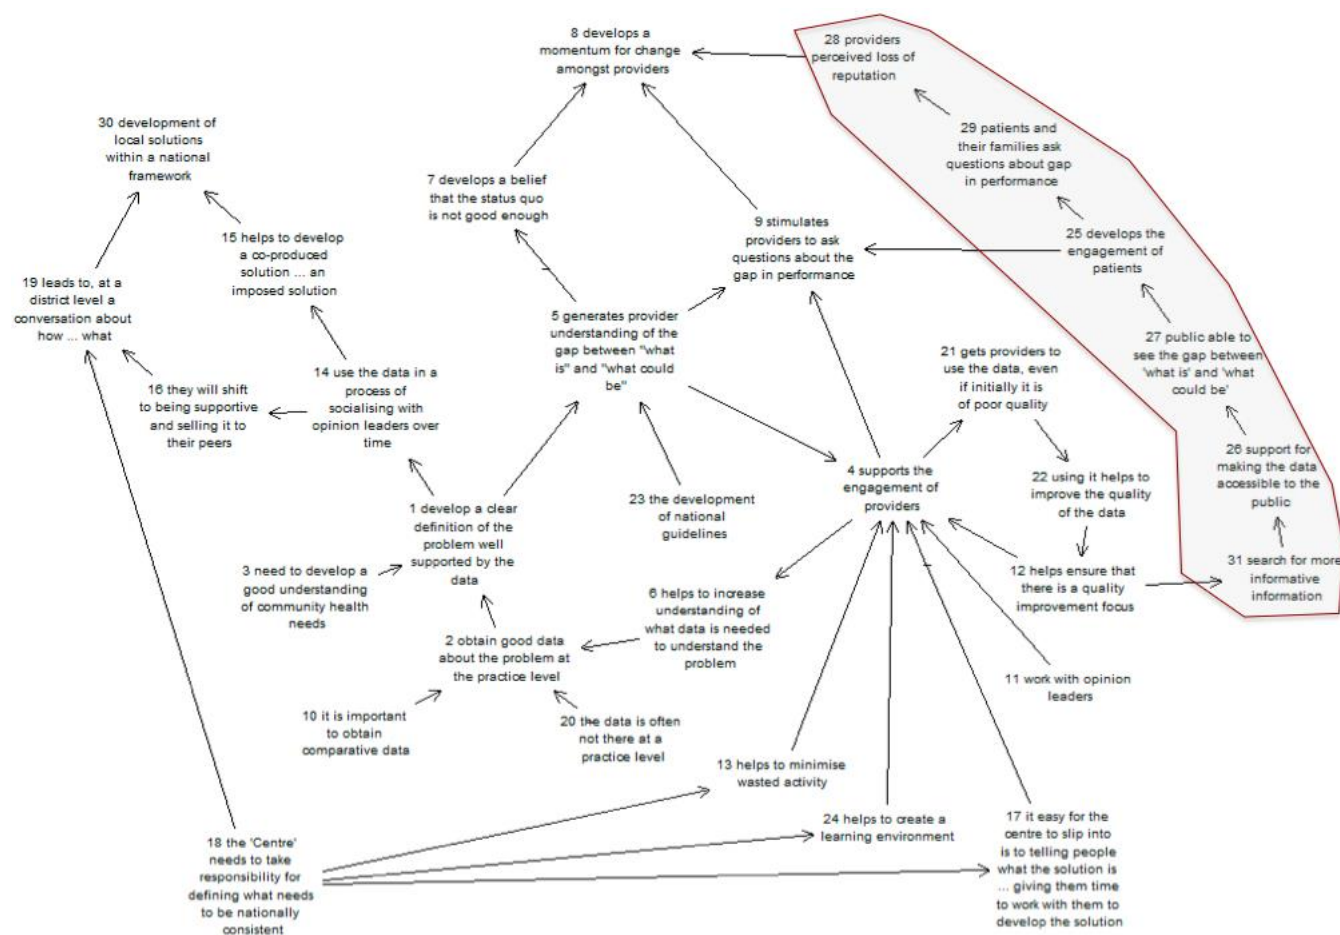 8 develops a
momentum for change
amongst providers
28 providers
perceived loss of
reputation
30 development of
local solutions
within a national
framework
29 patients and
their families ask
questions about gap
in performance
7 develops a belief
that the status quo
is not good enough
9 stimulates
providers to ask
questions about the
gap in performance
25 develops the
engagement of
patients
15 helps to develop
a co-produced
solution ... an
imposed solution
19 leads to, at a
district level a
conversation about
how ... what
5 generates provider
understanding of the
gap between "what
is" and "what could
be"
27 public able to
see the gap between
'what is' and 'what
could be'
21 gets providers to
use the data, even
if initially it is
of poor quality
14 use the data in a
process of
socialising with
opinion leaders over
time
16 they will shift
to being supportive
and selling it to
their peers
26 support for
making the data
accessible to the
public
4 supports the
engagement of
providers
22 using it helps to
improve the quality
of the data
23 the development
of national
guidelines
1 develop a clear
definition of the
problem well
supported by the
data
3 need to develop a
good understanding
of community health
needs
12 helps ensure that
there is a quality
improvement focus
31 search for more
informative
information
6 helps to increase
understanding of
what data is needed
to understand the
problem
2 obtain good data
about the problem at
the practice level
11 work with opinion
leaders
10 it is important
to obtain
comparative data
20 the data is often
not there at a
practice level
13 helps to minimise
wasted activity
24 helps to create a
learning environment
17 it easy for the
centre to slip into
is to telling people
what the solution is
... giving them time
to work with them to
develop the solution
18 the 'Centre'
needs to take
responsibility for
defining what needs
to be nationally
consistent